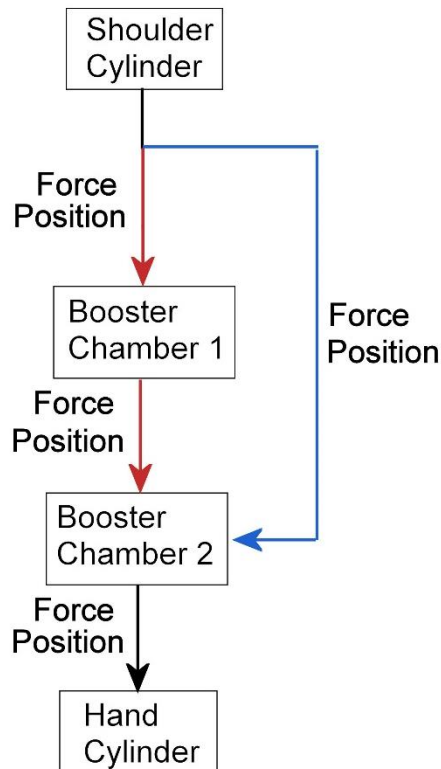 Shoulder
Cylinder
Force
Position
Booster
Chamber 1
Force
Position
Force
Position
Booster
Chamber 2
Force
Position
Hand
Cylinder